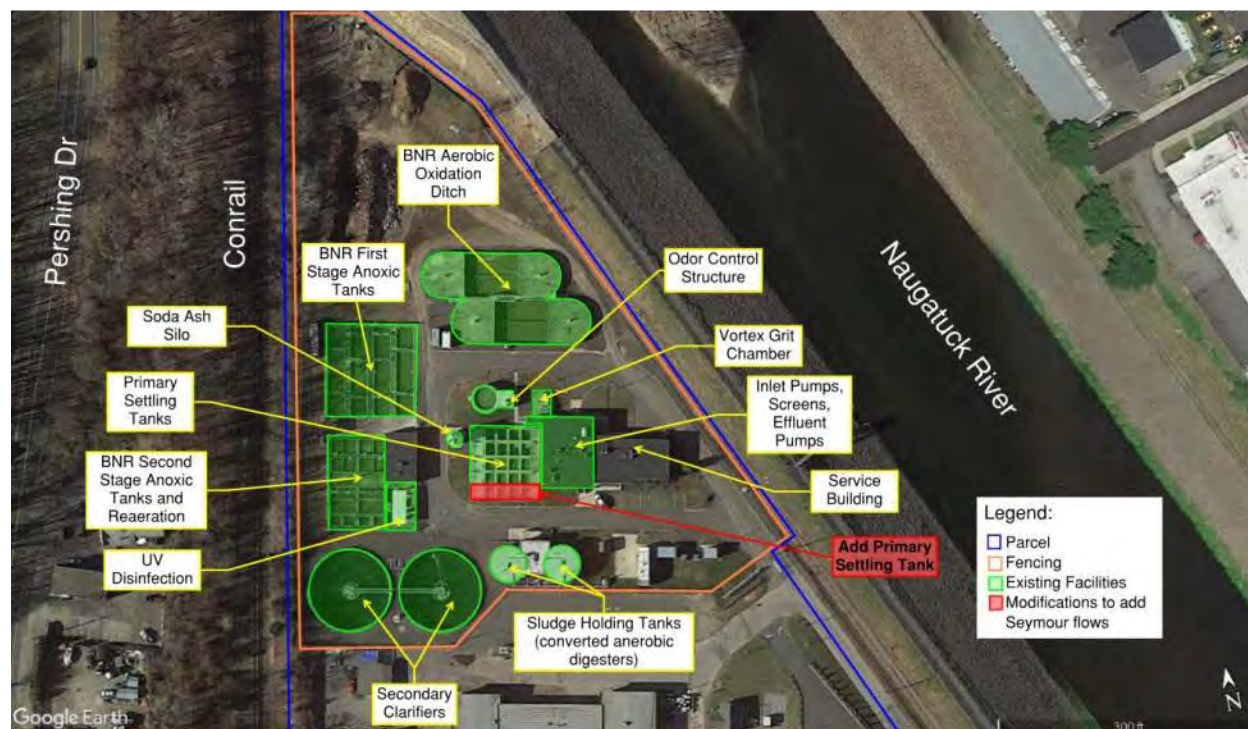 Pershing Dr
Conrail
BNR Aerobic
Oxidation
Ditch
BNR First
Stage Anoxic
Tanks
Odor Control
Structure
Soda Ash
Silo
Vortex Grit
Chamber
Naugatuck River
Primary
Settling
Tanks
Inlet Pumps,
Screens,
Effluent
Pumps
BNR Second
Stage Anoxic
Tanks and
Reaeration
Service
Building
UV
Disinfection
Add Primary
Settling Tank
Legend:
Parcel
Fencing
Existing Facilities
Modifications to add
Seymour flows
Sludge Holding Tanks
(converted anerobic
digesters)
Secondary
Clarifiers
Google Earth
N
300 ft